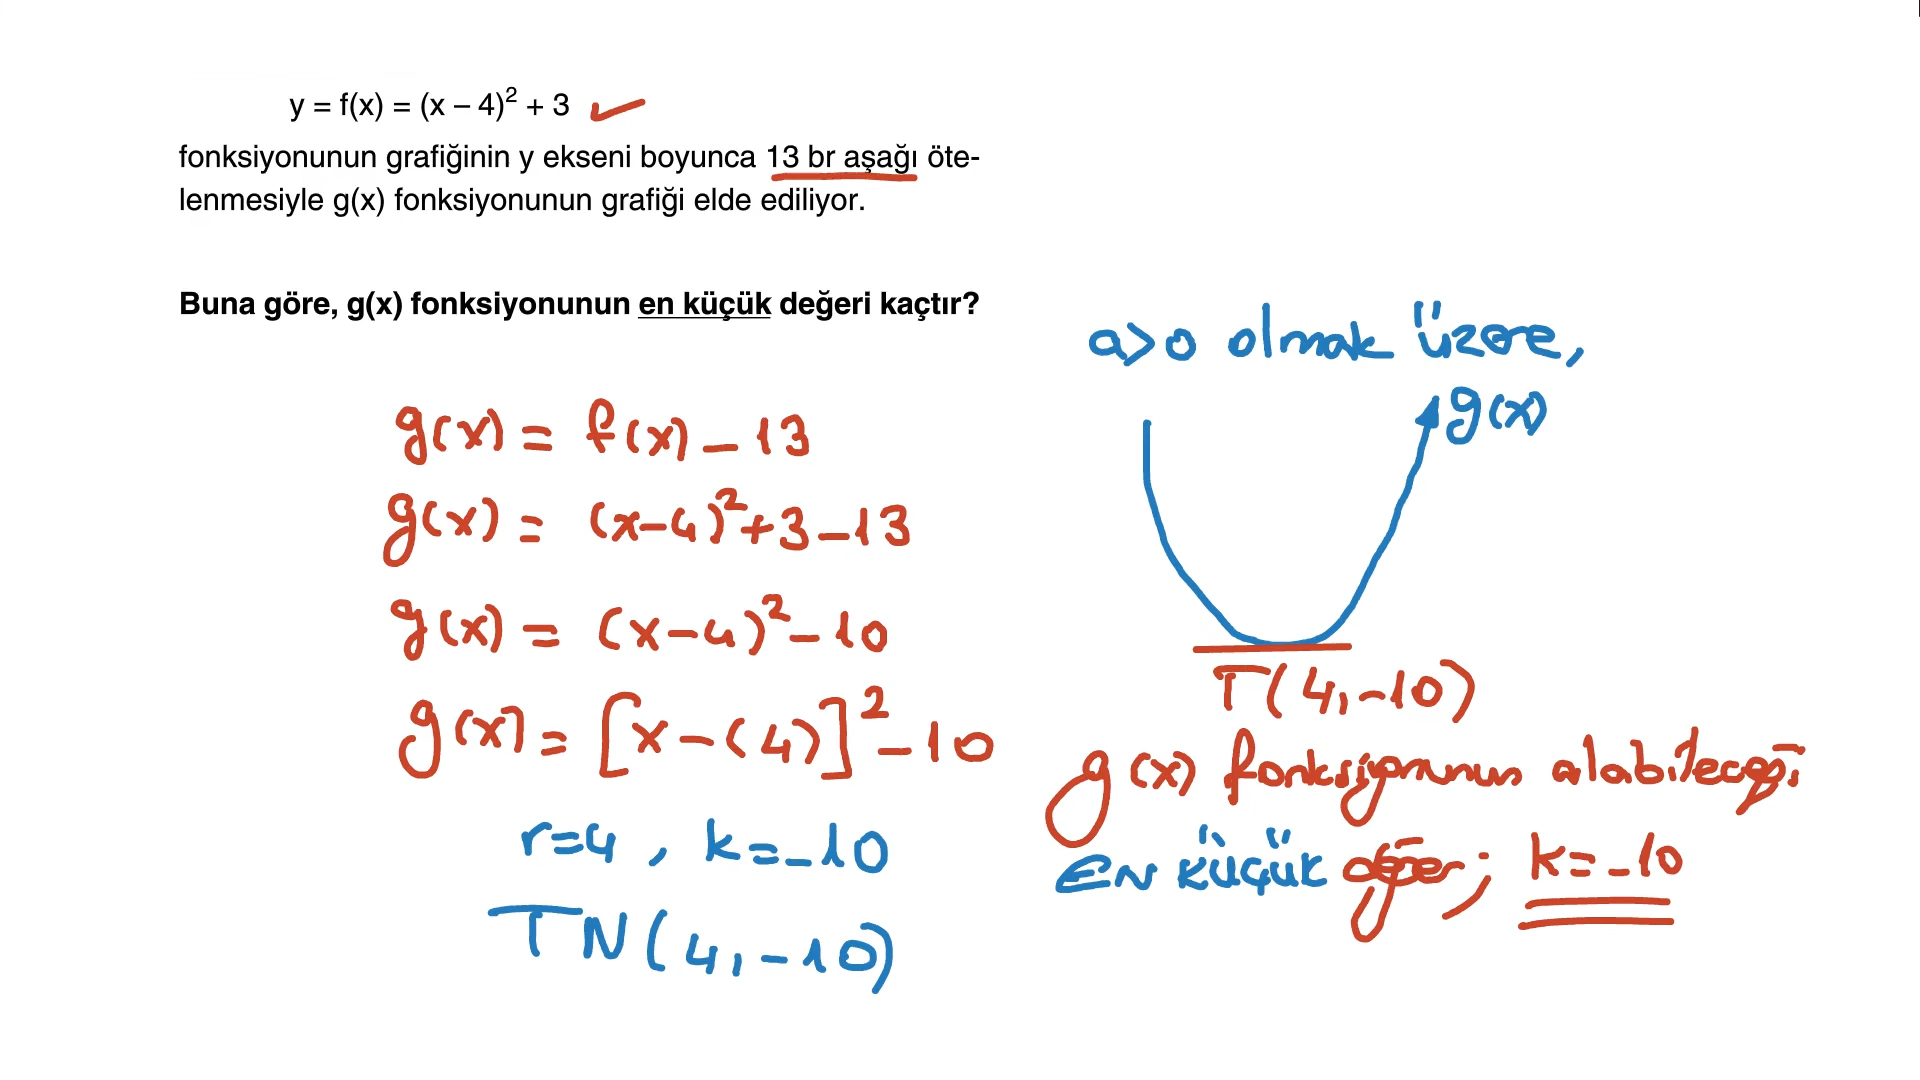 y = f(x) = (x – 4)² + 3
fonksiyonunun grafiğinin y ekseni boyunca 13 br aşağı öte-
lenmesiyle g(x) fonksiyonunun grafiği elde ediliyor.
Buna göre, g(x) fonksiyonunun en küçük değeri kaçtır?
g(x) = f(x) – 13
g(x) = (x–4)²+3–13
g(x) = (x–4)²–10
g(x) = [x–(4)]²–10
r=4 , k=–10
TN(4,–10)
a>0 olmak üzere,
g(x)
T(4,–10)
g(x) fonksiyonunun alabileceği
En küçük değer; k=–10